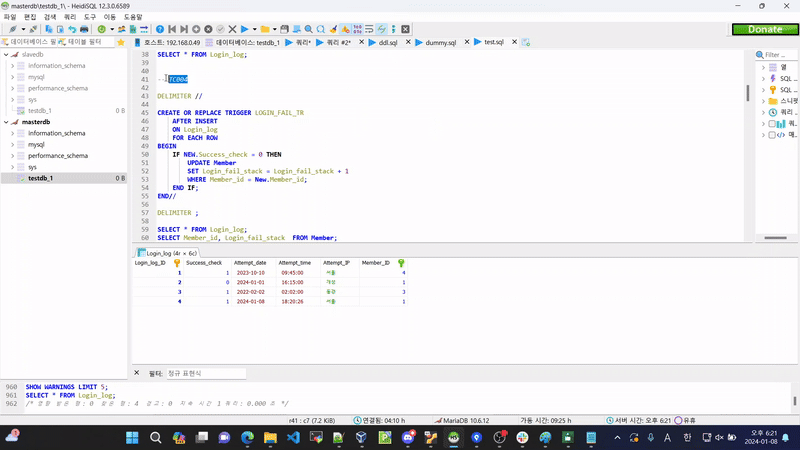 masterdb\testdb_1\ - HeidiSQL 12.3.0.6589
파일 편집 검색 쿼리 도구 이동 도움말
Donate
데이터베이스 필 테이블 필터
호스트: 192.168.0.49 데이터베이스: testdb_1 쿼리* 쿼리 #2* ddl.sql dummy.sql test.sql
slavedb
information_schema
mysql
performance_schema
sys
testdb_1 0 B
masterdb
information_schema
mysql
performance_schema
sys
testdb_1 0 B
38 SELECT * FROM Login_log;
39
40
41 -- TC004
42
43 DELIMITER //
44
45 CREATE OR REPLACE TRIGGER LOGIN_FAIL_TR
46 AFTER INSERT
47 ON Login_log
48 FOR EACH ROW
49 BEGIN
50 IF NEW.Success_check = 0 THEN
51 UPDATE Member
52 SET Login_fail_stack = Login_fail_stack + 1
53 WHERE Member_id = New.Member_id;
54 END IF;
55 END//
56
57 DELIMITER ;
58
59 SELECT * FROM Login_log;
60 SELECT Member_id, Login_fail_stack FROM Member;
Filter ...
열
SQL ...
SQL ...
스니펫
쿼리 ...
쿼...
매...
Login_log (4r × 6c)
Login_log_ID Success_check Attempt_date Attempt_time Attempt_IP Member_ID
1 1 2023-10-10 09:45:00 서울 4
2 0 2024-01-01 16:15:00 개성 1
3 1 2022-02-02 02:02:00 3
4 1 2024-01-08 18:20:26 서울 1
필터: 정규 표현식
960 SHOW WARNINGS LIMIT 5;
961 SELECT * FROM Login_log;
962 /* 영향 받은 행: 0 찾은 행: 4 경고: 0 지속 시간 1 쿼리: 0.000 초 */
r41 : c7 (7.2 KiB) 연결됨: 04:10 h MariaDB 10.6.12 가동 시간: 09:25 h 서버 시간: 오후 6:21 유휴
A 한
오후 6:21
2024-01-08